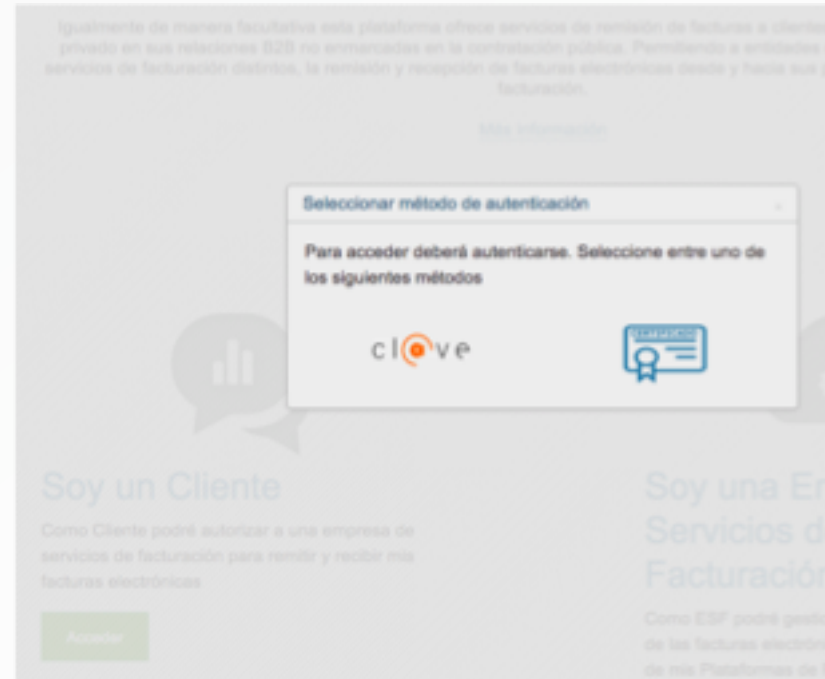 Igualmente de manera facultativa esta plataforma ofrece servicios de remisión de facturas a clientes
privado en sus relaciones B2B no enmarcadas en la contratación pública. Permitiendo a entidades
servicios de facturación distintos, la remisión y recepción de facturas electrónicas desde y hacia sus
facturación.
Más información
Seleccionar método de autenticación
Para acceder deberá autenticarse. Seleccione entre uno de
los siguientes métodos
cl@ve
CERTIFICADO
Soy un Cliente
Como Cliente podré autorizar a una empresa de
servicios de facturación para remitir y recibir mis
facturas electrónicas
Acceder
Soy una
Servicios
Facturación
Como ESF podré
de las facturas
de mis Plataformas de